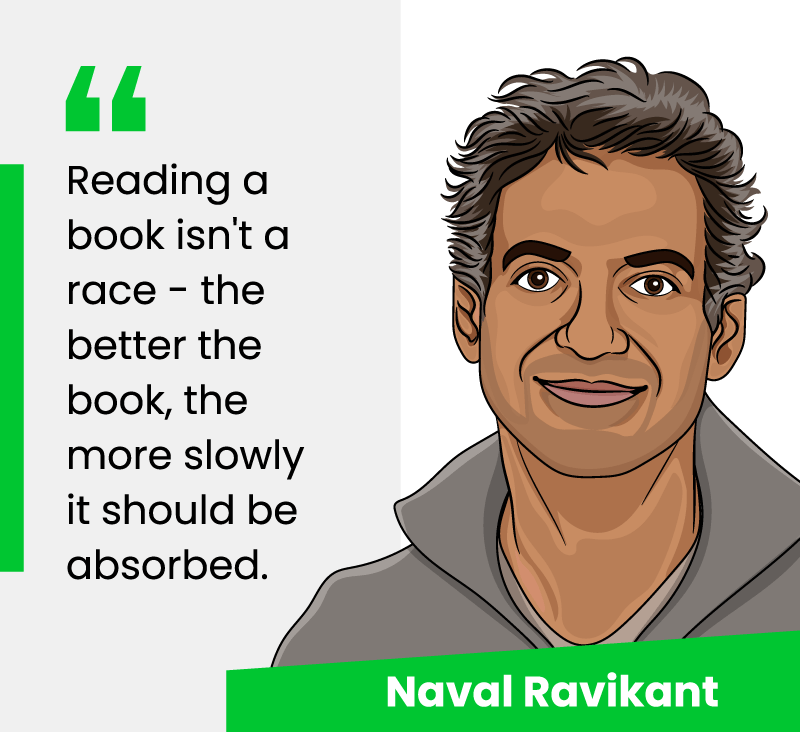 “
Reading a
book isn't a
race - the
better the
book, the
more slowly
it should be
absorbed.
Naval Ravikant